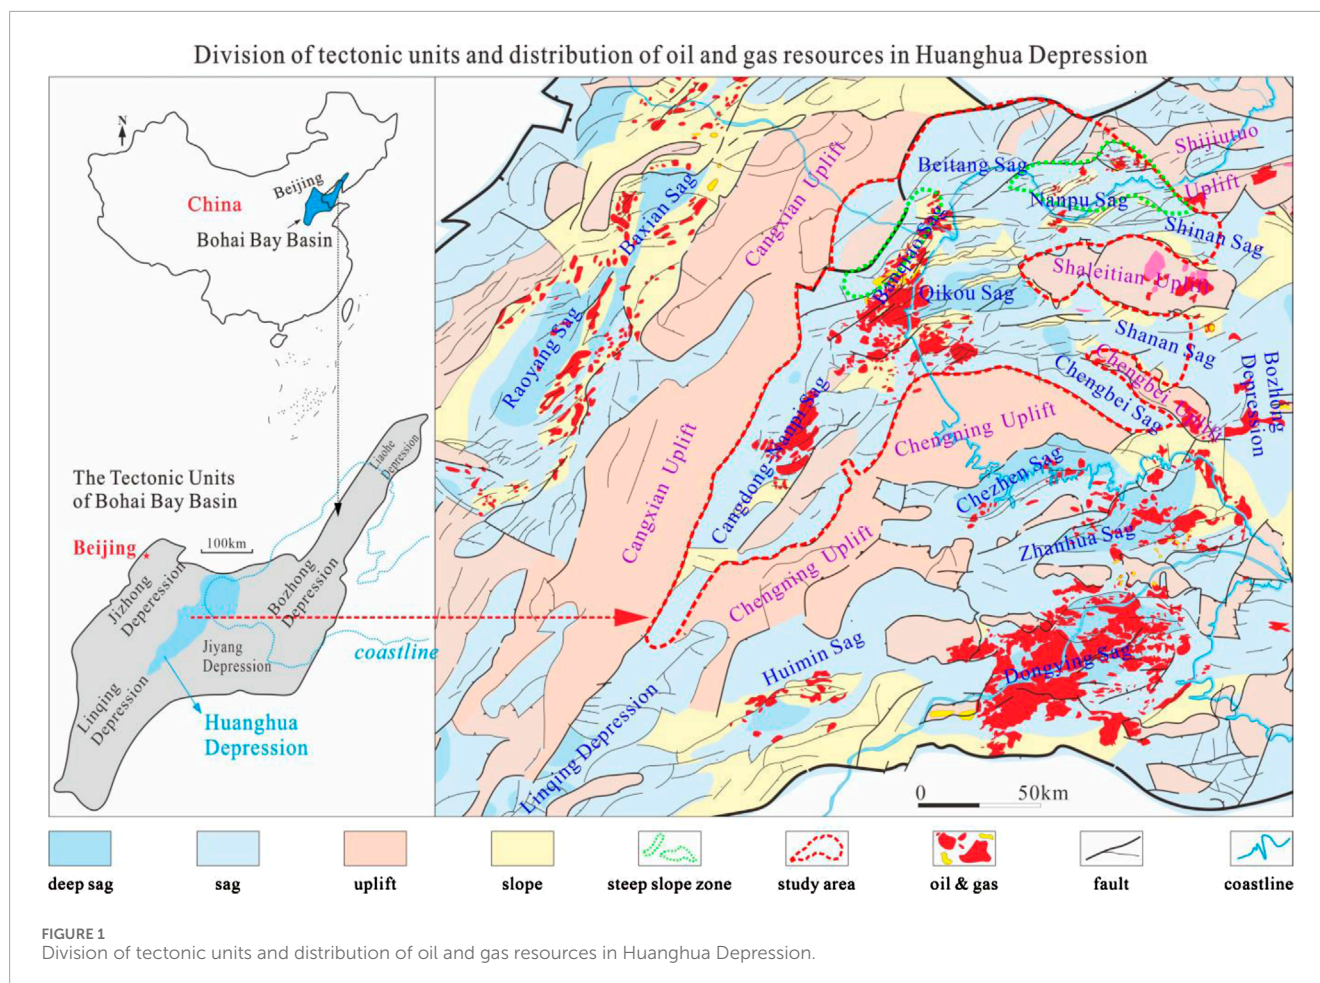 Division of tectonic units and distribution of oil and gas resources in Huanghua Depression
N
China
Beijing
Bohai Bay Basin
The Tectonic Units
of Bohai Bay Basin
Beijing
100km
Liaohe
Depression
Jizhong
Deperession
Bozhong
Depression
Jiyang
Depression
Linqing
Depression
coastline
Huanghua
Depression
Shijiutuo
Uplift
Beitang Sag
Nanpu Sag
Shinan Sag
Baxian Sag
Cangxian Uplift
Banqiao Sag
Shaleitian Uplift
Qikou Sag
Raoyang Sag
Shanan Sag
Chengbei Uplift
Chengbei Sag
Bozhong
Depression
Cangdong Nanpi Sag
Chengning Uplift
Cangxian Uplift
Chezhen Sag
Zhanhua Sag
Chengning Uplift
Huimin Sag
Dongying Sag
Linqing Depression
0 50km
deep sag
sag
uplift
slope
steep slope zone
study area
oil & gas
fault
coastline
FIGURE 1
Division of tectonic units and distribution of oil and gas resources in Huanghua Depression.